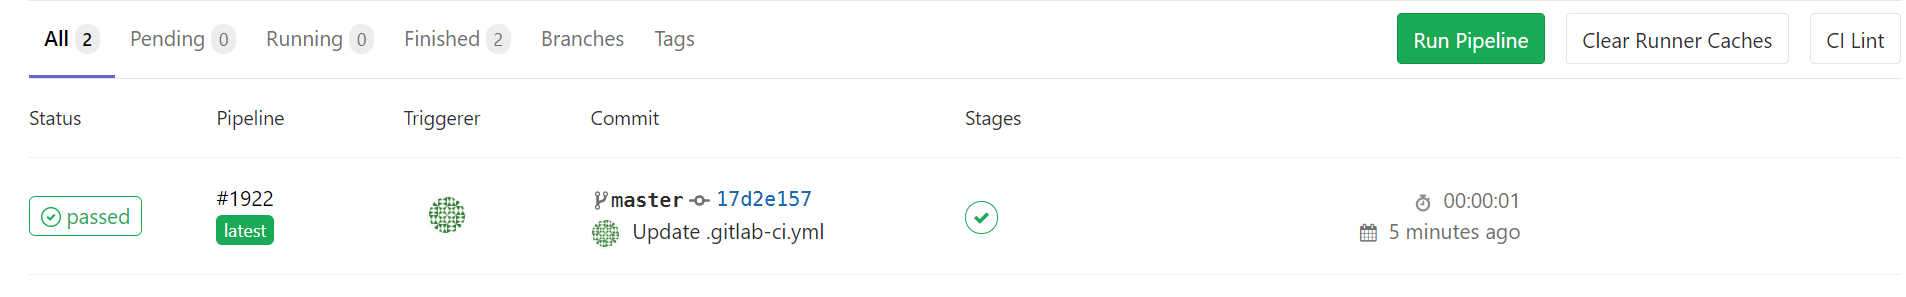 All 2 Pending 0 Running 0 Finished 2 Branches Tags Run Pipeline Clear Runner Caches CI Lint
Status Pipeline Triggerer Commit Stages
passed #1922 master 17d2e157 00:00:01
latest Update .gitlab-ci.yml 5 minutes ago